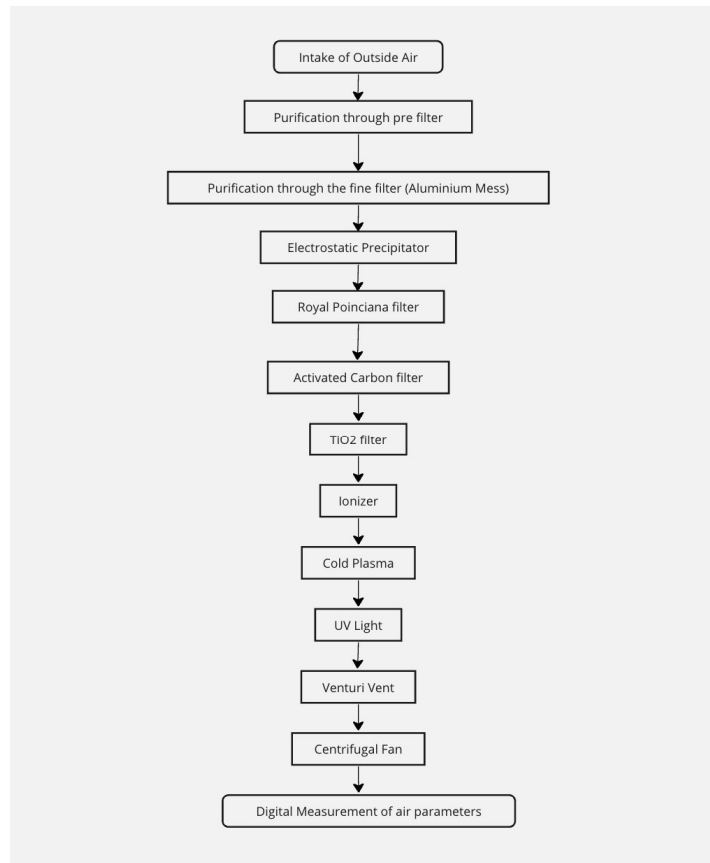 Intake of Outside Air
Purification through pre filter
Purification through the fine filter (Aluminium Mess)
Electrostatic Precipitator
Royal Poinciana filter
Activated Carbon filter
TiO2 filter
Ionizer
Cold Plasma
UV Light
Venturi Vent
Centrifugal Fan
Digital Measurement of air parameters